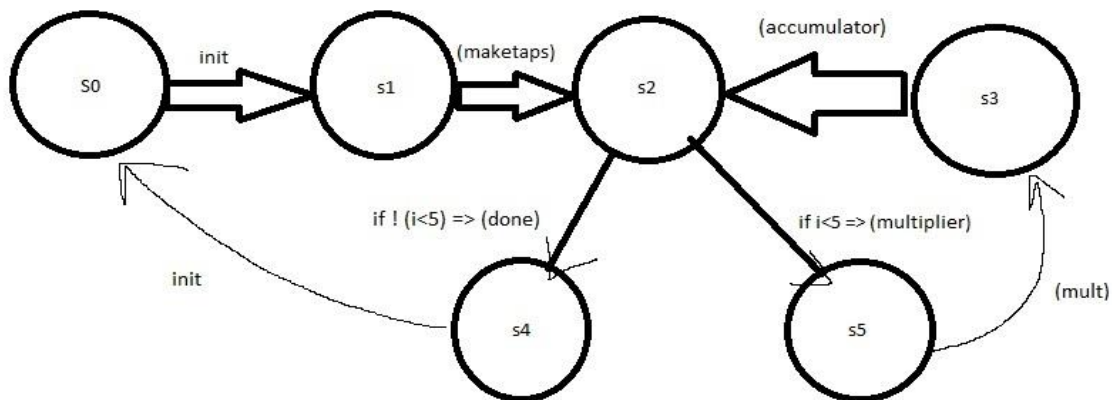 init
(maketaps)
(accumulator)
S0
s1
s2
s3
if ! (i<5) => (done)
if i<5 => (multiplier)
init
(mult)
s4
s5